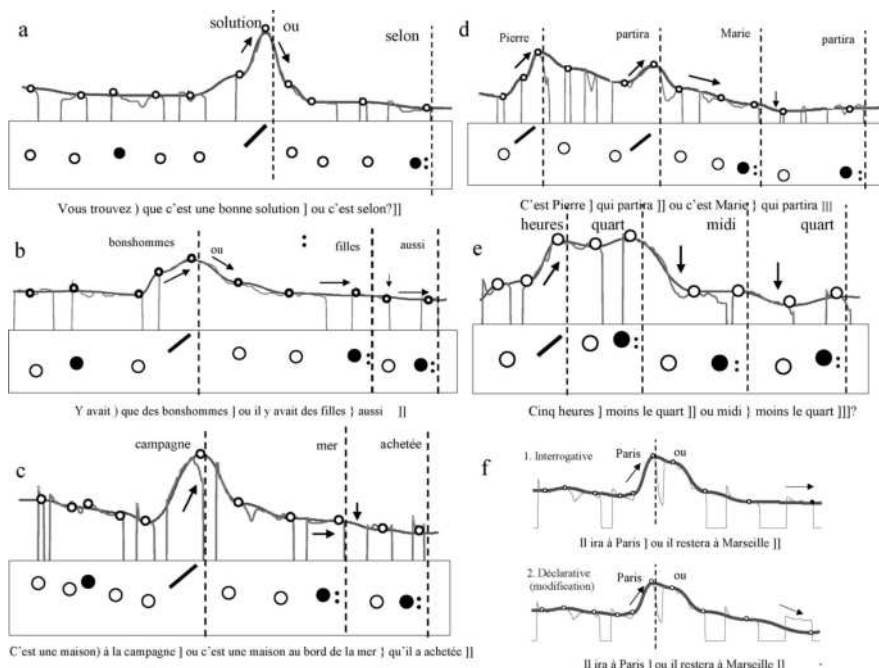 a
solution
ou
selon
Vous trouvez ) que c'est une bonne solution ] ou c'est selon?]]
b
bonshommes
ou
:
filles
aussi
Y avait ) que des bonshommes ] ou il y avait des filles } aussi ]]
c
campagne
mer
achetée
C'est une maison) à la campagne ] ou c'est une maison au bord de la mer } qu'il a achetée ]]
d
Pierre
partira
Marie
partira
C'est Pierre ] qui partira ]] ou c'est Marie } qui partira ]]]
e
heures
quart
midi
quart
Cinq heures ] moins le quart ]] ou midi } moins le quart ]]]?
f
1. Interrogative
Paris
ou
Il ira à Paris ] ou il restera à Marseille ]]
2. Déclarative
(modification)
Paris
ou
Il ira à Paris ] ou il restera à Marseille ]]